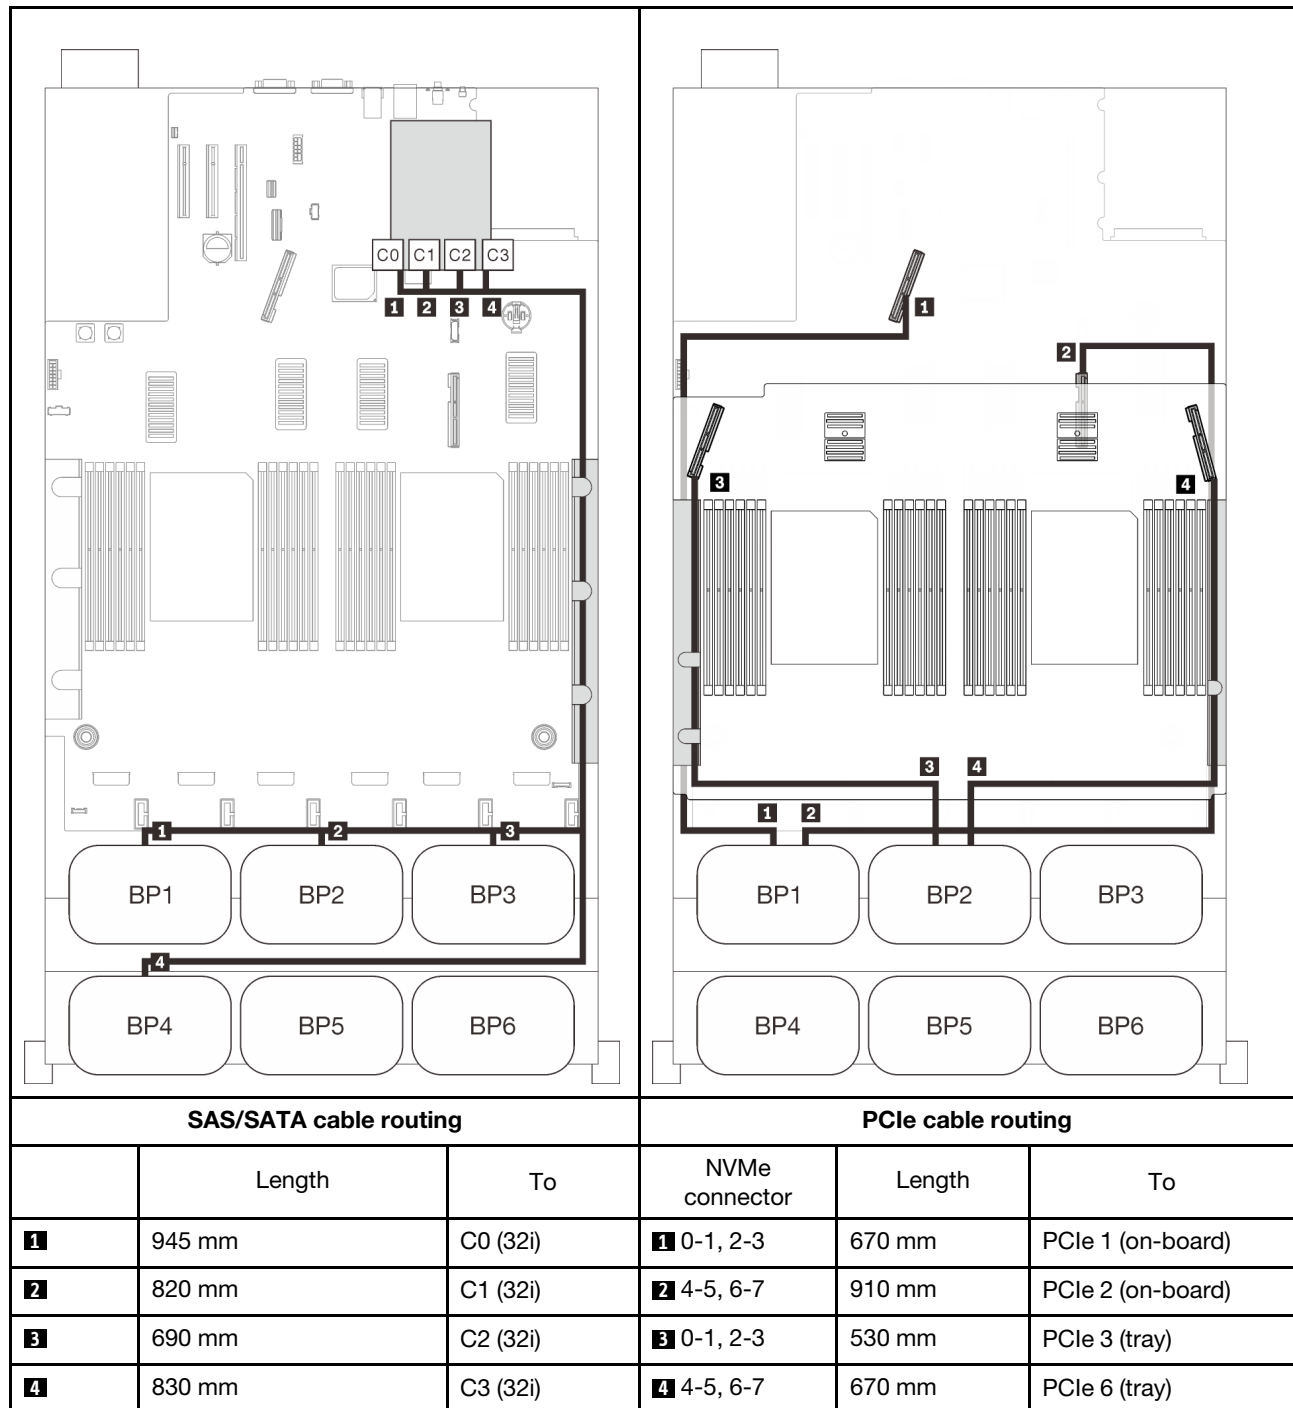 C0 C1 C2 C3
1 2 3 4
1 2 3
BP1 BP2 BP3
4
BP4 BP5 BP6
1
2
3 4
3 4
1 2
BP1 BP2 BP3
BP4 BP5 BP6
SAS/SATA cable routing PCIe cable routing
Length To NVMe connector Length To
1 945 mm C0 (32i) 1 0-1, 2-3 670 mm PCIe 1 (on-board)
2 820 mm C1 (32i) 2 4-5, 6-7 910 mm PCIe 2 (on-board)
3 690 mm C2 (32i) 3 0-1, 2-3 530 mm PCIe 3 (tray)
4 830 mm C3 (32i) 4 4-5, 6-7 670 mm PCIe 6 (tray)